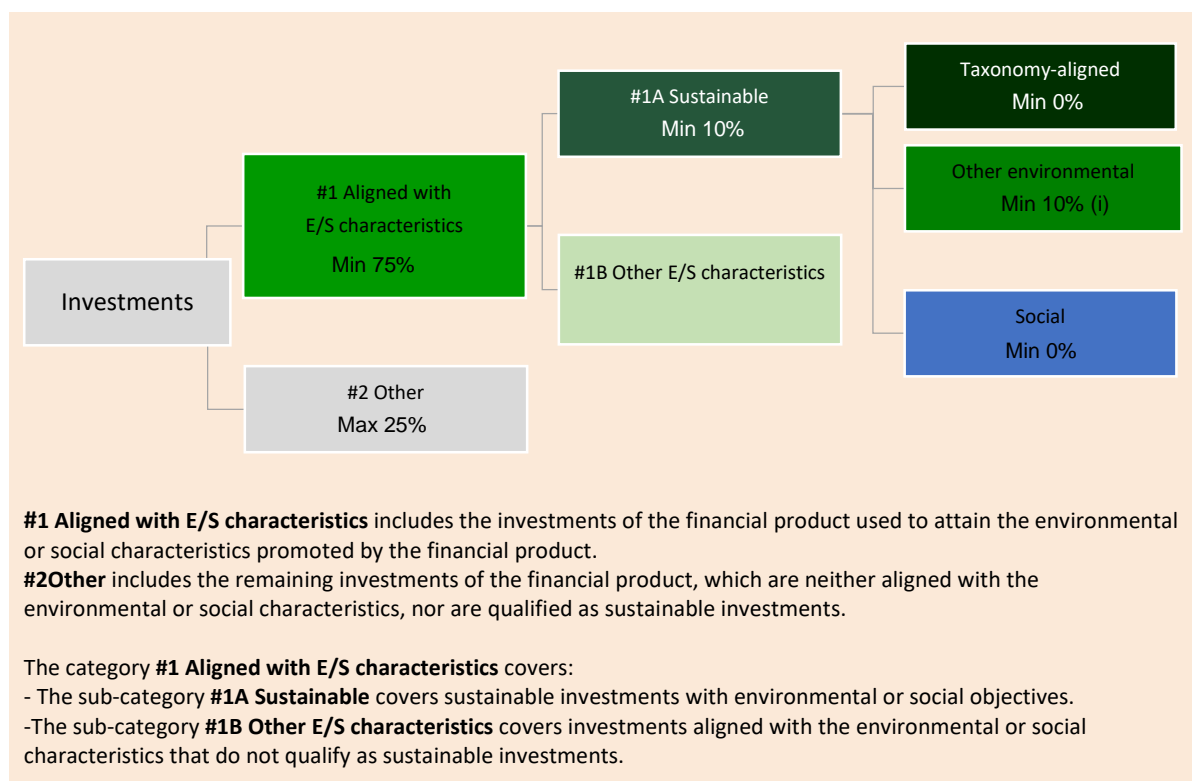 Investments
#1 Aligned with
E/S characteristics
Min 75%
#2 Other
Max 25%
#1A Sustainable
Min 10%
#1B Other E/S characteristics
Taxonomy-aligned
Min 0%
Other environmental
Min 10% (i)
Social
Min 0%
#1 Aligned with E/S characteristics includes the investments of the financial product used to attain the environmental
or social characteristics promoted by the financial product.
#2Other includes the remaining investments of the financial product, which are neither aligned with the
environmental or social characteristics, nor are qualified as sustainable investments.
The category #1 Aligned with E/S characteristics covers:
- The sub-category #1A Sustainable covers sustainable investments with environmental or social objectives.
-The sub-category #1B Other E/S characteristics covers investments aligned with the environmental or social
characteristics that do not qualify as sustainable investments.